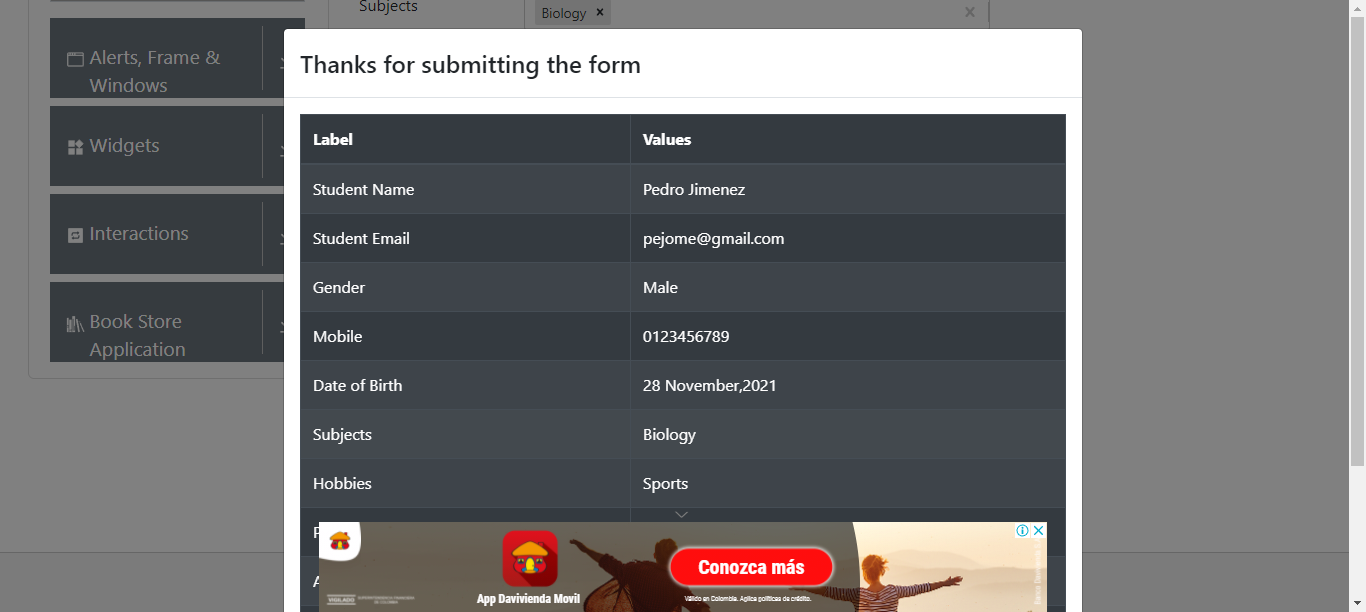 Subjects
Biology ×
Alerts, Frame &
Windows
Widgets
Interactions
Book Store
Application
Thanks for submitting the form
Label Values
Student Name Pedro Jimenez
Student Email pejome@gmail.com
Gender Male
Mobile 0123456789
Date of Birth 28 November,2021
Subjects Biology
Hobbies Sports
P
A
App Davivienda Movil
Conozca más
Válido en Colombia. Aplica políticas de crédito.
VIGILADO